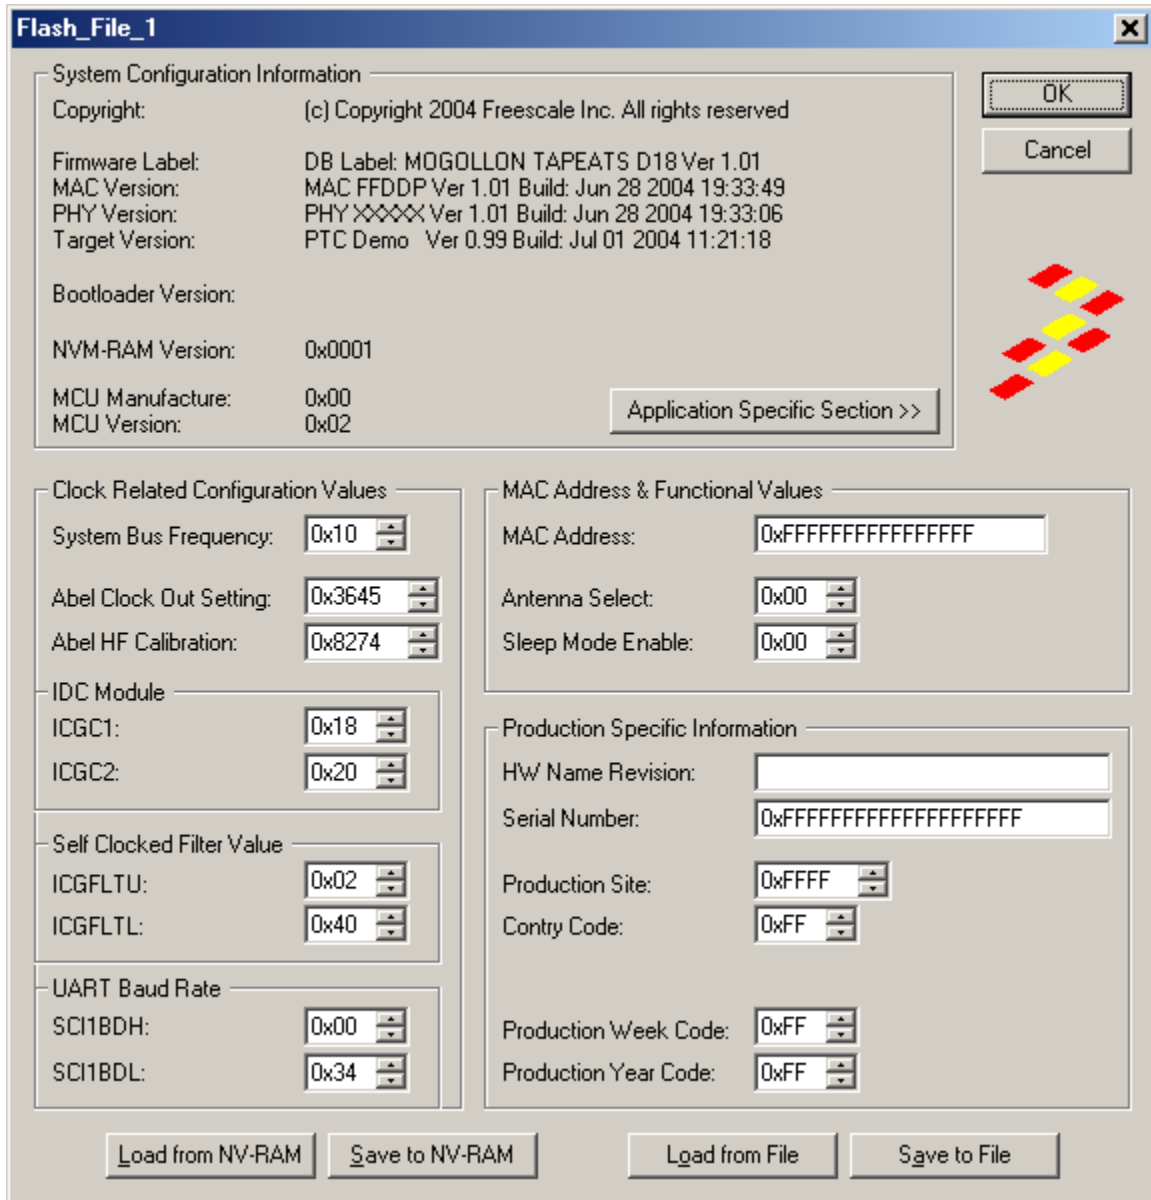 Flash_File_1
System Configuration Information
Copyright: (c) Copyright 2004 Freescale Inc. All rights reserved
Firmware Label: DB Label: MOGOLLON TAPEATS D18 Ver 1.01
MAC Version: MAC FFDDP Ver 1.01 Build: Jun 28 2004 19:33:49
PHY Version: PHY XXXXX Ver 1.01 Build: Jun 28 2004 19:33:06
Target Version: PTC Demo Ver 0.99 Build: Jul 01 2004 11:21:18
Bootloader Version:
NVM-RAM Version: 0x0001
MCU Manufacture: 0x00
MCU Version: 0x02
Application Specific Section >>
OK
Cancel
Clock Related Configuration Values
System Bus Frequency: 0x10
Abel Clock Out Setting: 0x3645
Abel HF Calibration: 0x8274
IDC Module
ICGC1: 0x18
ICGC2: 0x20
Self Clocked Filter Value
ICGFLTU: 0x02
ICGFLTL: 0x40
UART Baud Rate
SCI1BDH: 0x00
SCI1BDL: 0x34
MAC Address & Functional Values
MAC Address: 0xFFFFFFFFFFFFFFFF
Antenna Select: 0x00
Sleep Mode Enable: 0x00
Production Specific Information
HW Name Revision:
Serial Number: 0xFFFFFFFFFFFFFFFFFFFF
Production Site: 0xFFFF
Contry Code: 0xFF
Production Week Code: 0xFF
Production Year Code: 0xFF
Load from NV-RAM
Save to NV-RAM
Load from File
Save to File